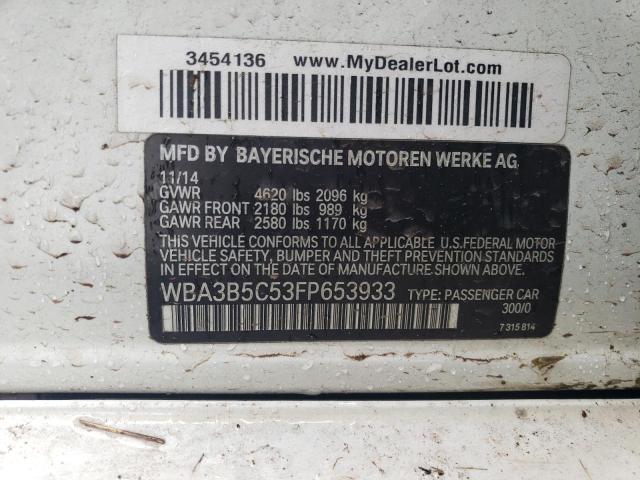 3454136 www.MyDealerLot.com
MFD BY BAYERISCHE MOTOREN WERKE AG
11/14
GVWR 4620 lbs 2096 kg
GAWR FRONT 2180 lbs 989 kg
GAWR REAR 2580 lbs 1170 kg
THIS VEHICLE CONFORMS TO ALL APPLICABLE U.S.FEDERAL MOTOR
VEHICLE SAFETY, BUMPER AND THEFT PREVENTION STANDARDS
IN EFFECT ON THE DATE OF MANUFACTURE SHOWN ABOVE.
WBA3B5C53FP653933 TYPE: PASSENGER CAR
300/0
7 315 814